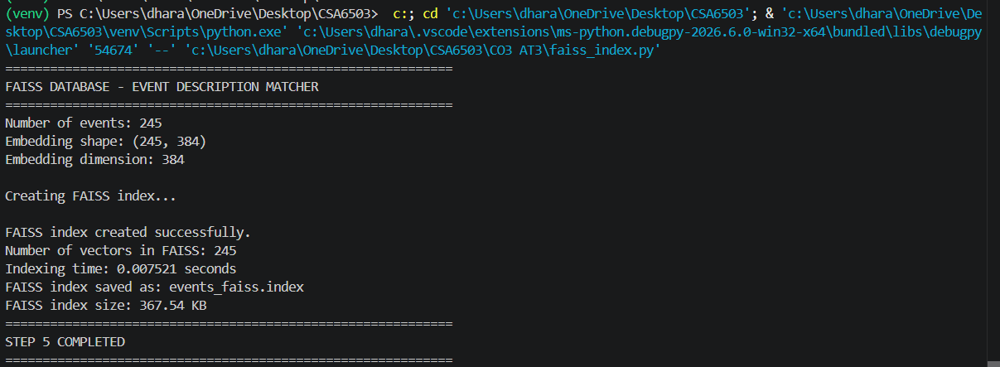 (venv) PS C:\Users\dhara\OneDrive\Desktop\CSA6503>  c:; cd 'c:\Users\dhara\OneDrive\Desktop\CSA6503'; & 'c:\Users\dhara\OneDrive\De
sktop\CSA6503\venv\Scripts\python.exe' 'c:\Users\dhara\.vscode\extensions\ms-python.debugpy-2026.6.0-win32-x64\bundled\libs\debugpy
\launcher' '54674' '--' 'c:\Users\dhara\OneDrive\Desktop\CSA6503\CO3 AT3\faiss_index.py'
============================================================
FAISS DATABASE - EVENT DESCRIPTION MATCHER
============================================================
Number of events: 245
Embedding shape: (245, 384)
Embedding dimension: 384

Creating FAISS index...

FAISS index created successfully.
Number of vectors in FAISS: 245
Indexing time: 0.007521 seconds
FAISS index saved as: events_faiss.index
FAISS index size: 367.54 KB
============================================================
STEP 5 COMPLETED
============================================================